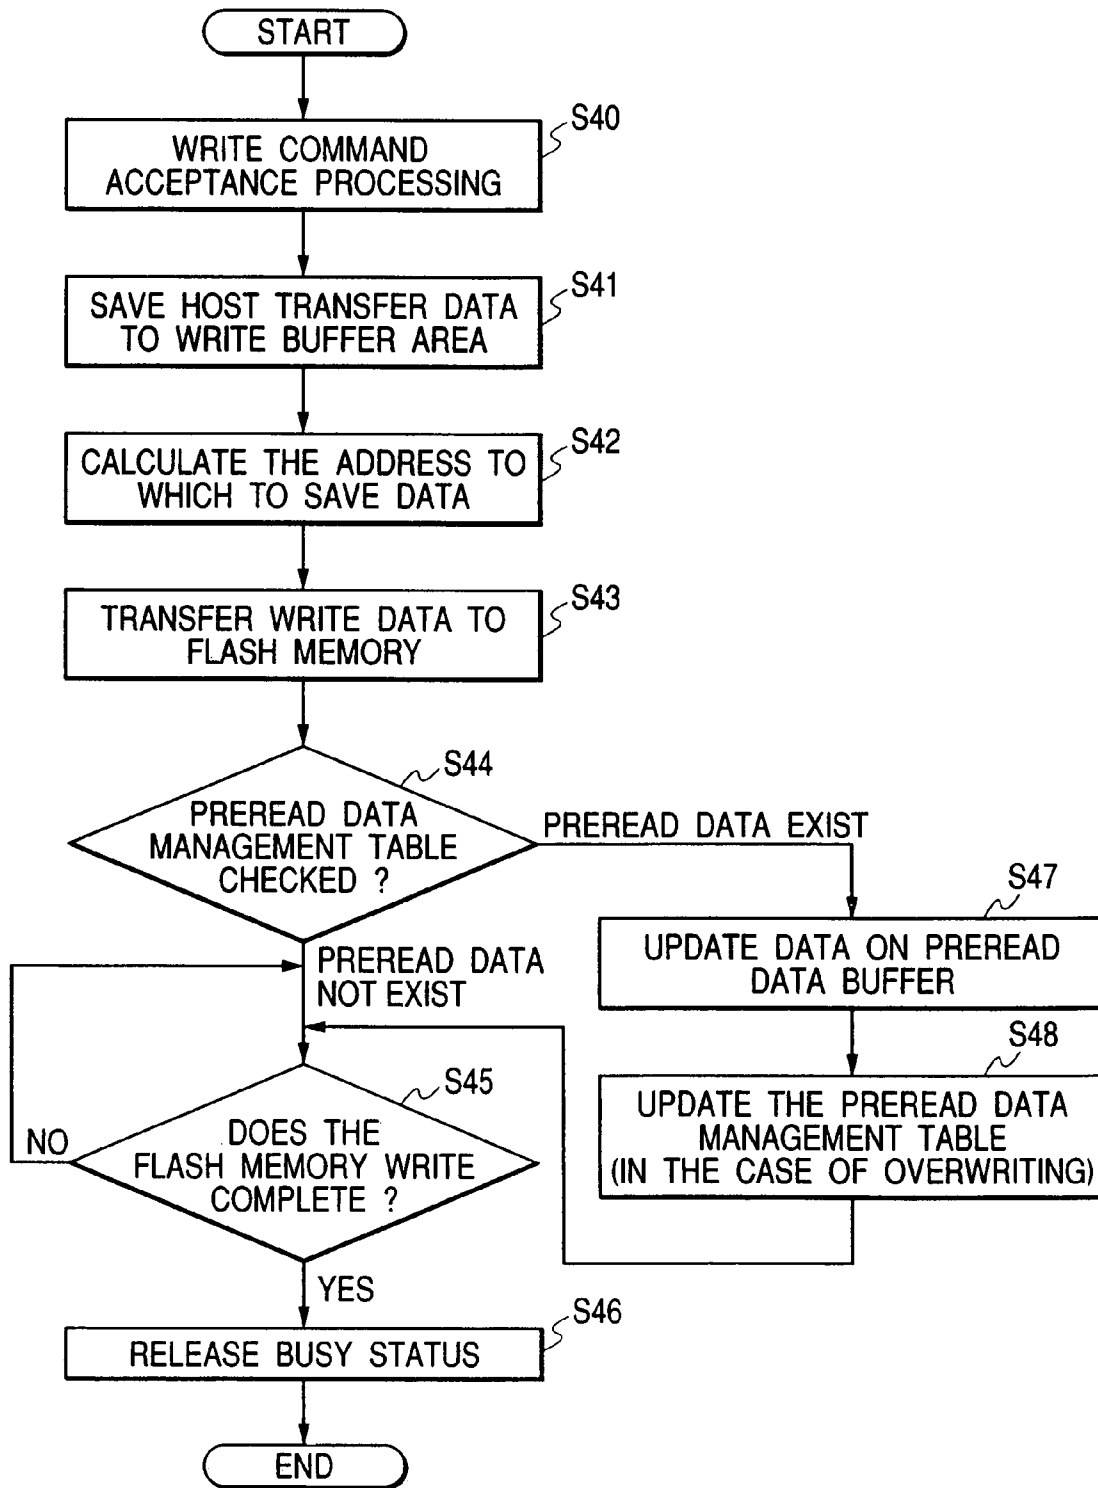 START
S40
WRITE COMMAND
ACCEPTANCE PROCESSING
S41
SAVE HOST TRANSFER DATA
TO WRITE BUFFER AREA
S42
CALCULATE THE ADDRESS TO
WHICH TO SAVE DATA
S43
TRANSFER WRITE DATA TO
FLASH MEMORY
S44
PREREAD DATA
MANAGEMENT TABLE
CHECKED ?
PREREAD DATA EXIST
S47
UPDATE DATA ON PREREAD
DATA BUFFER
PREREAD DATA
NOT EXIST
S48
UPDATE THE PREREAD DATA
MANAGEMENT TABLE
(IN THE CASE OF OVERWRITING)
S45
DOES THE
FLASH MEMORY WRITE
COMPLETE ?
NO
YES
S46
RELEASE BUSY STATUS
END